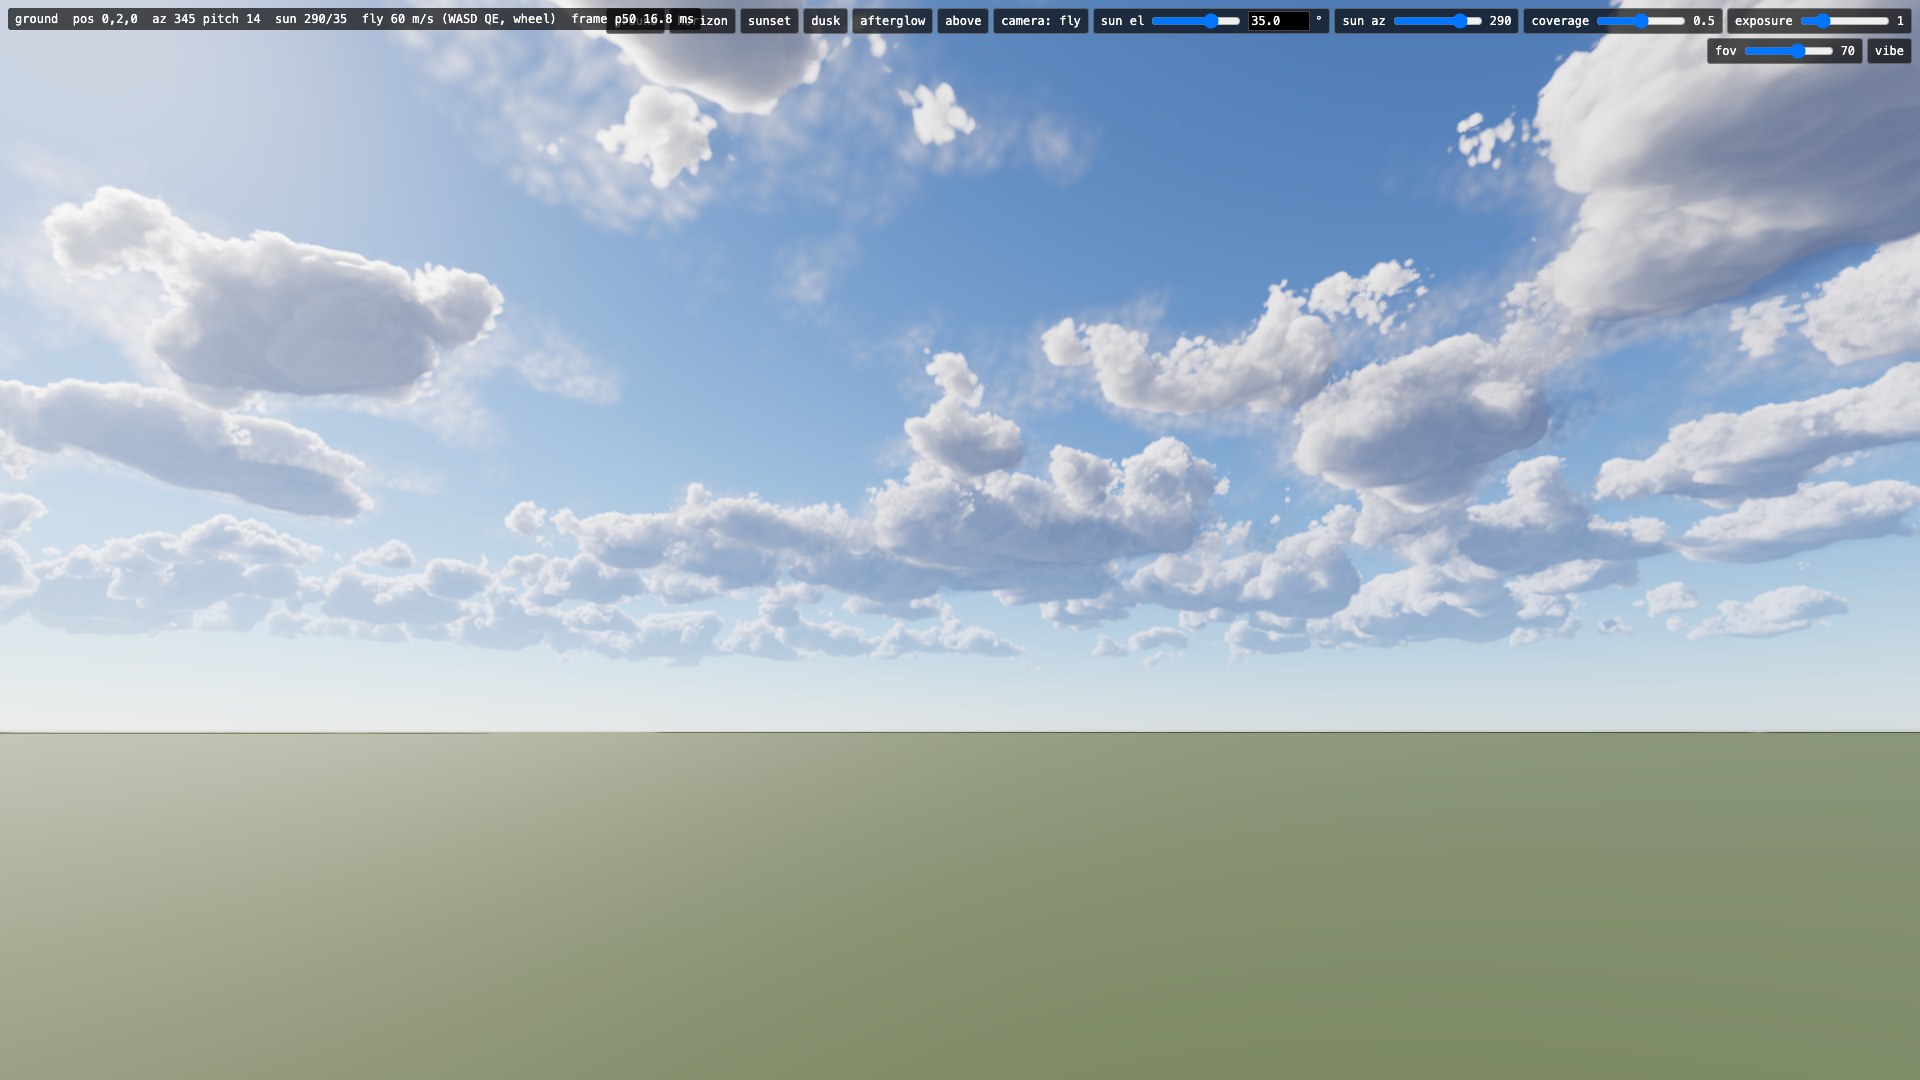 ground pos 0,2,0 az 345 pitch 14 sun 290/35 fly 60 m/s (WASD QE, wheel) frame p50 16.8 ms
sunset dusk afterglow above camera: fly sun el 35.0 ° sun az 290 coverage 0.5 exposure 1
fov 70 vibe